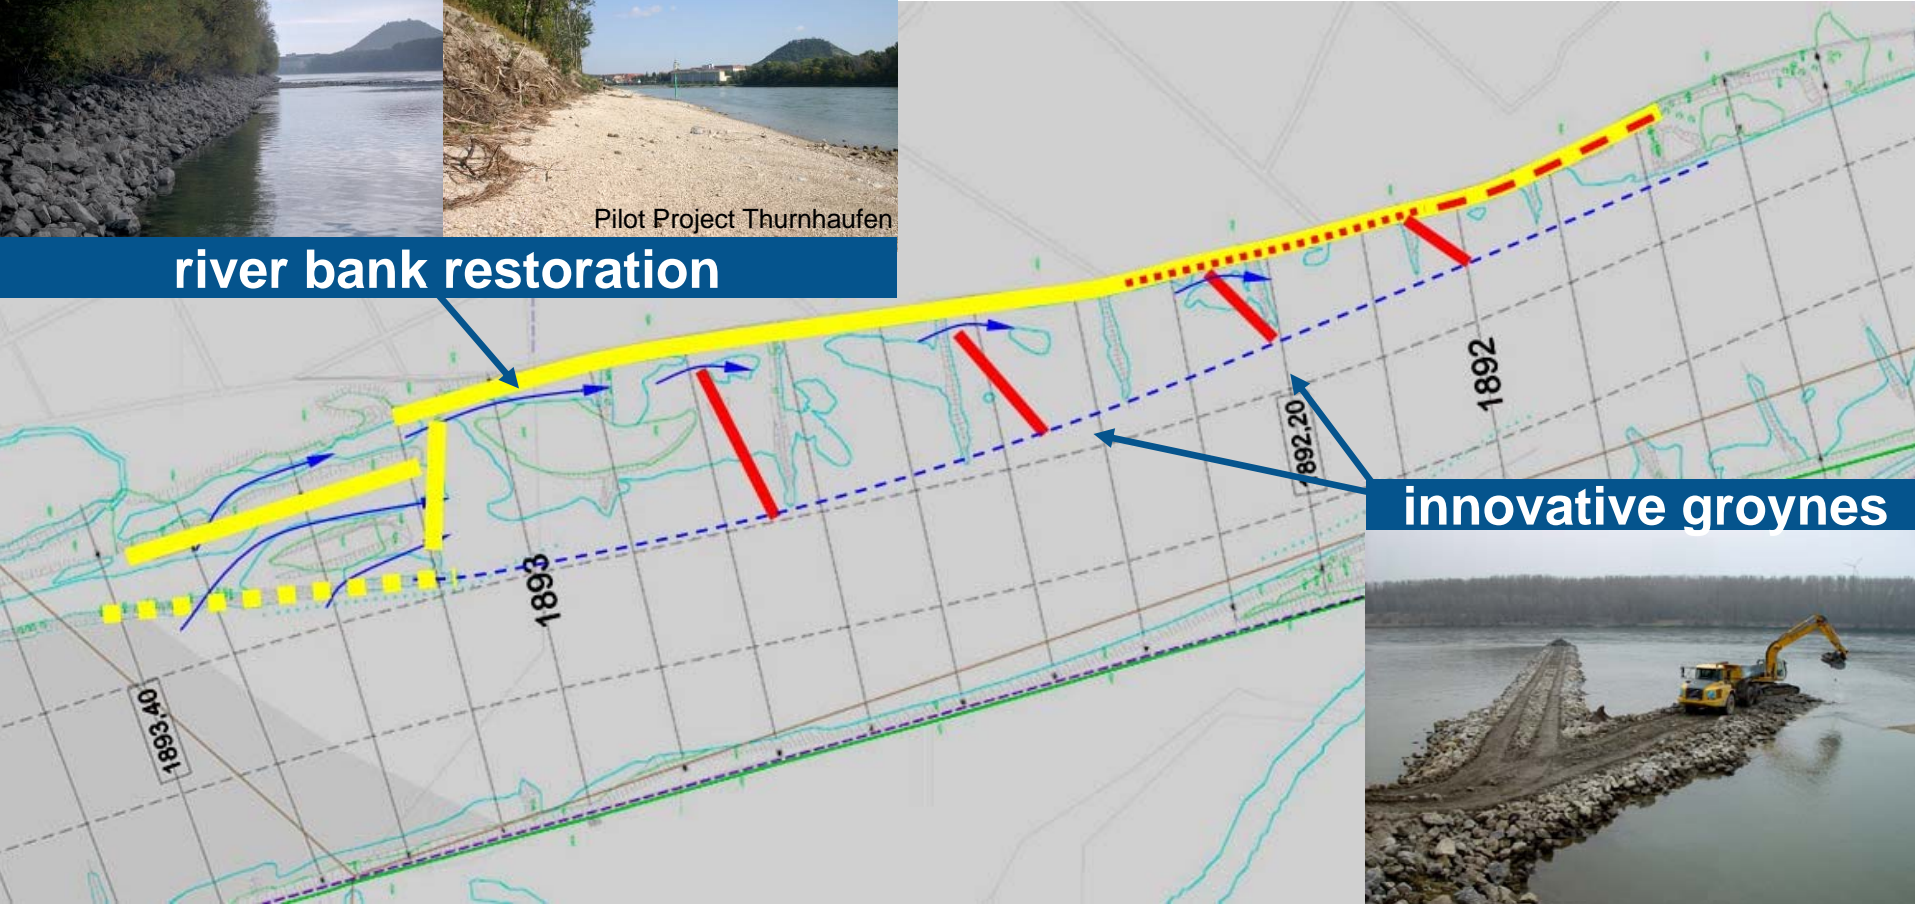 Pilot Project Thurnhaufen
river bank restoration
1892
892,20
innovative groynes
1893
1893,40